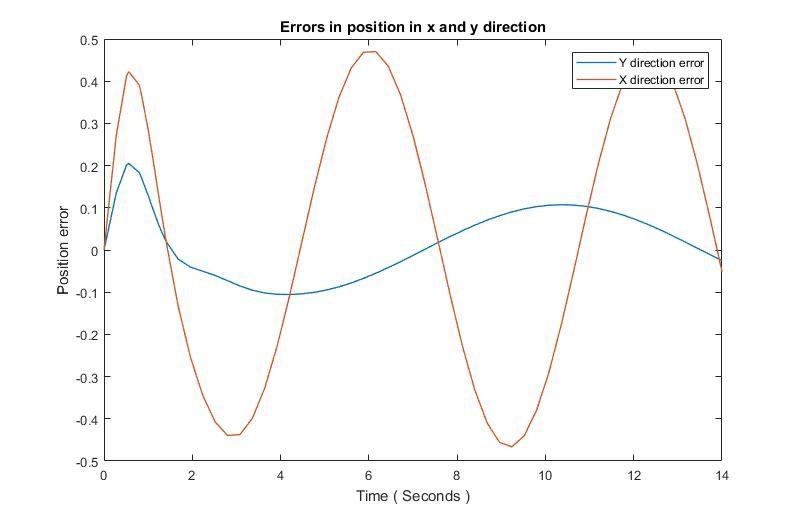 Errors in position in x and y direction
Y direction error
X direction error
0.5
0.4
0.3
0.2
0.1
0
-0.1
-0.2
-0.3
-0.4
-0.5
Position error
0 2 4 6 8 10 12 14
Time ( Seconds )